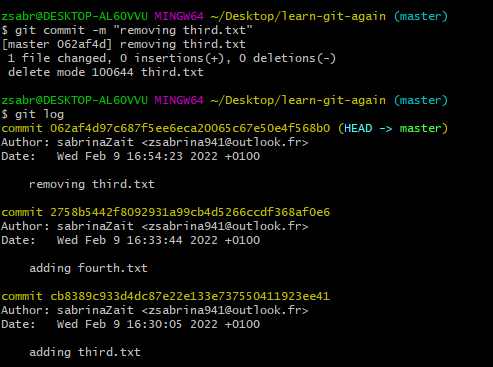 zsabr@DESKTOP-AL6OVVU MINGW64 ~/Desktop/learn-git-again (master)
$ git commit -m "removing third.txt"
[master 062af4d] removing third.txt
 1 file changed, 0 insertions(+), 0 deletions(-)
 delete mode 100644 third.txt

zsabr@DESKTOP-AL6OVVU MINGW64 ~/Desktop/learn-git-again (master)
$ git log
commit 062af4d97c687f5ee6eca20065c67e50e4f568b0 (HEAD -> master)
Author: sabrinaZait <zsabrina941@outlook.fr>
Date:   Wed Feb 9 16:54:23 2022 +0100

    removing third.txt

commit 2758b5442f8092931a99cb4d5266ccdf368af0e6
Author: sabrinaZait <zsabrina941@outlook.fr>
Date:   Wed Feb 9 16:33:44 2022 +0100

    adding fourth.txt

commit cb8389c933d4dc87e22e133e737550411923ee41
Author: sabrinaZait <zsabrina941@outlook.fr>
Date:   Wed Feb 9 16:30:05 2022 +0100

    adding third.txt